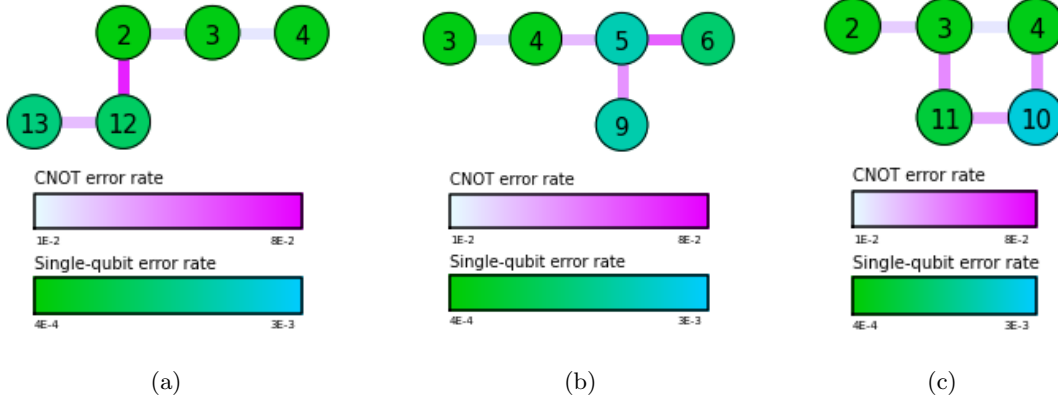 2 3 4
13 12
CNOT error rate
1E-2 8E-2
Single-qubit error rate
4E-4 3E-3
(a)
3 4 5 6
9
CNOT error rate
1E-2 8E-2
Single-qubit error rate
4E-4 3E-3
(b)
2 3 4
11 10
CNOT error rate
1E-2 8E-2
Single-qubit error rate
4E-4 3E-3
(c)